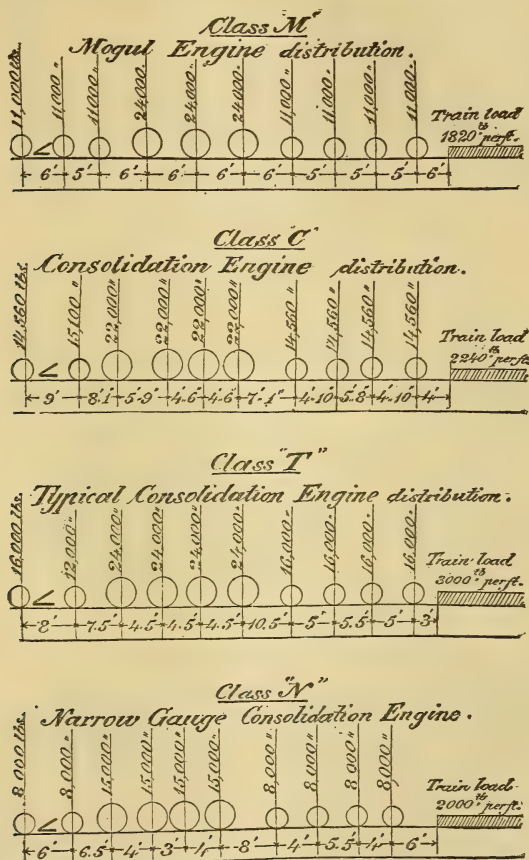 Class "M"
Mogul Engine distribution.
11,000 lbs. 11,000" 11,000" 24,000" 24,000" 24,000" 11,000" 11,000" 11,000" 11,000"
Train load
1820 lb per ft.
6' 5' 6' 6' 6' 6' 5' 5' 5' 6'
Class "C"
Consolidation Engine distribution.
14,560 lbs. 15,100" 22,000" 22,000" 22,000" 22,000" 14,560" 14,560" 14,560" 14,560"
Train load
2240 lb per ft.
9' 8'.1" 5'.9" 4'.6" 4'.6" 7'.1" 4'.10" 5'.8" 4'.10" 4'
Class "T"
Typical Consolidation Engine distribution.
16,000 lbs. 12,000" 24,000" 24,000" 24,000" 24,000" 16,000" 16,000" 16,000" 16,000"
Train load
3000 lb per ft.
8' 7.5' 4.5' 4.5' 4.5' 10.5' 5' 5.5' 5' 3'
Class "N"
Narrow Gauge Consolidation Engine.
8,000 lbs. 8,000" 15,000" 15,000" 15,000" 15,000" 8,000" 8,000" 8,000" 8,000"
Train load
2000 lb per ft.
6' 6.5' 4' 3' 4' 8' 4' 5.5' 4' 6'